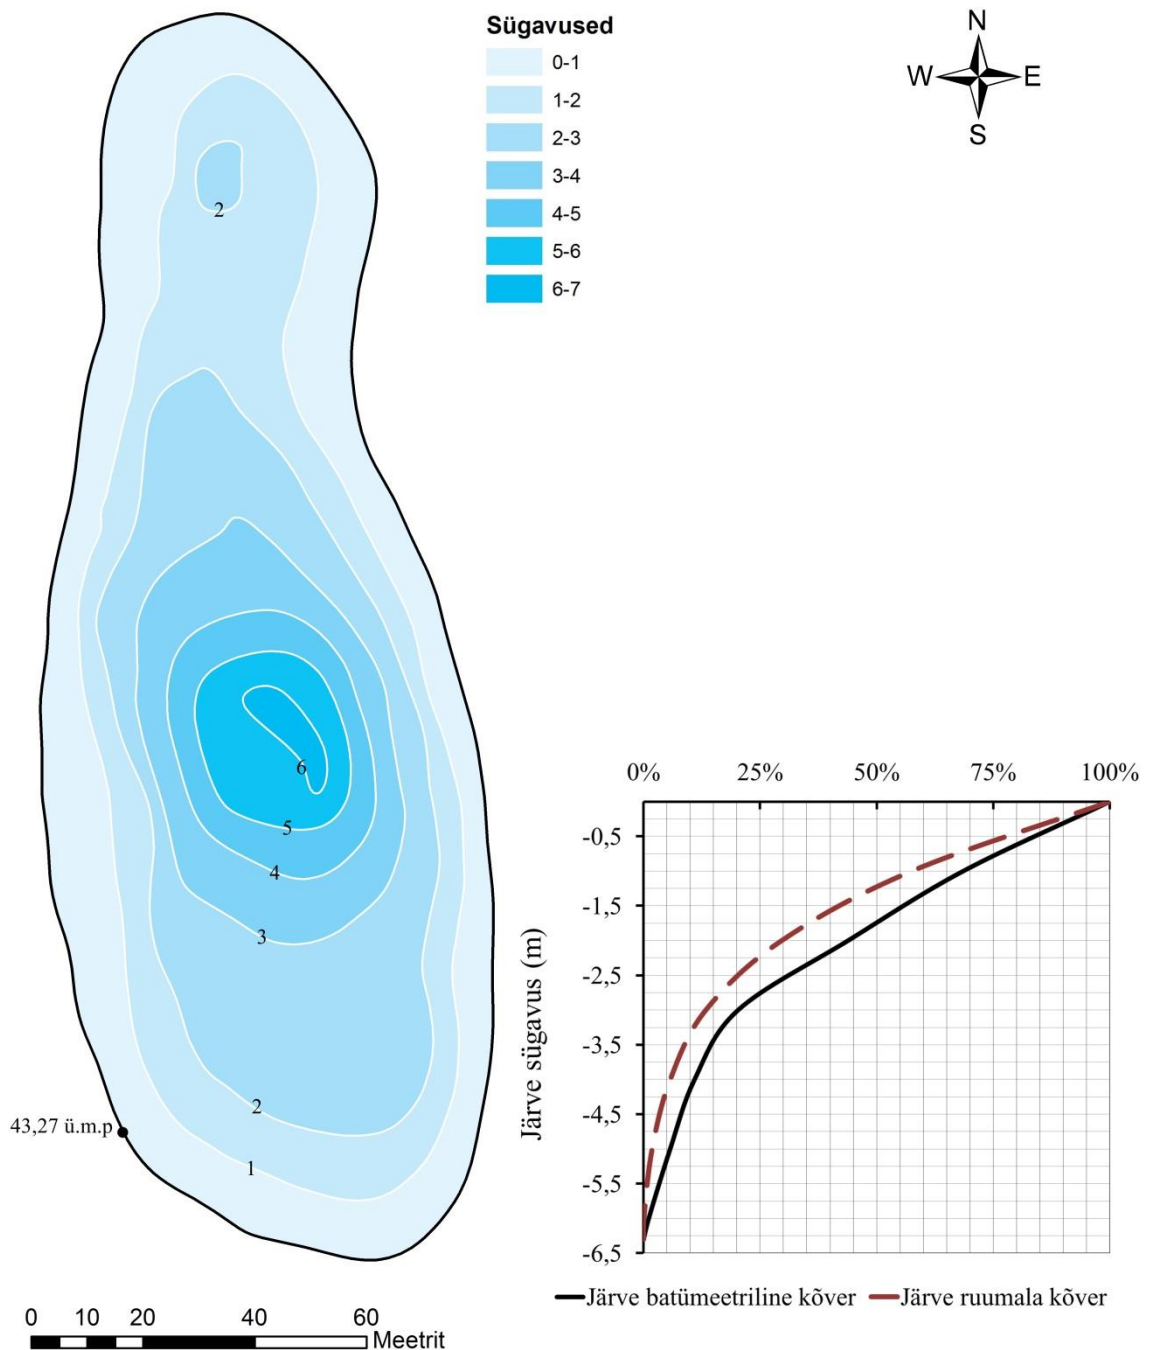 Sügavused
0-1
1-2
2-3
3-4
4-5
5-6
6-7
N
W E
S
2
6
5
4
3
2
1
43,27 ü.m.p
0 10 20 40 60
Meetrit
0% 25% 50% 75% 100%
-0,5
-1,5
-2,5
-3,5
-4,5
-5,5
-6,5
Järve sügavus (m)
Järve batümeetriline kõver Järve ruumala kõver